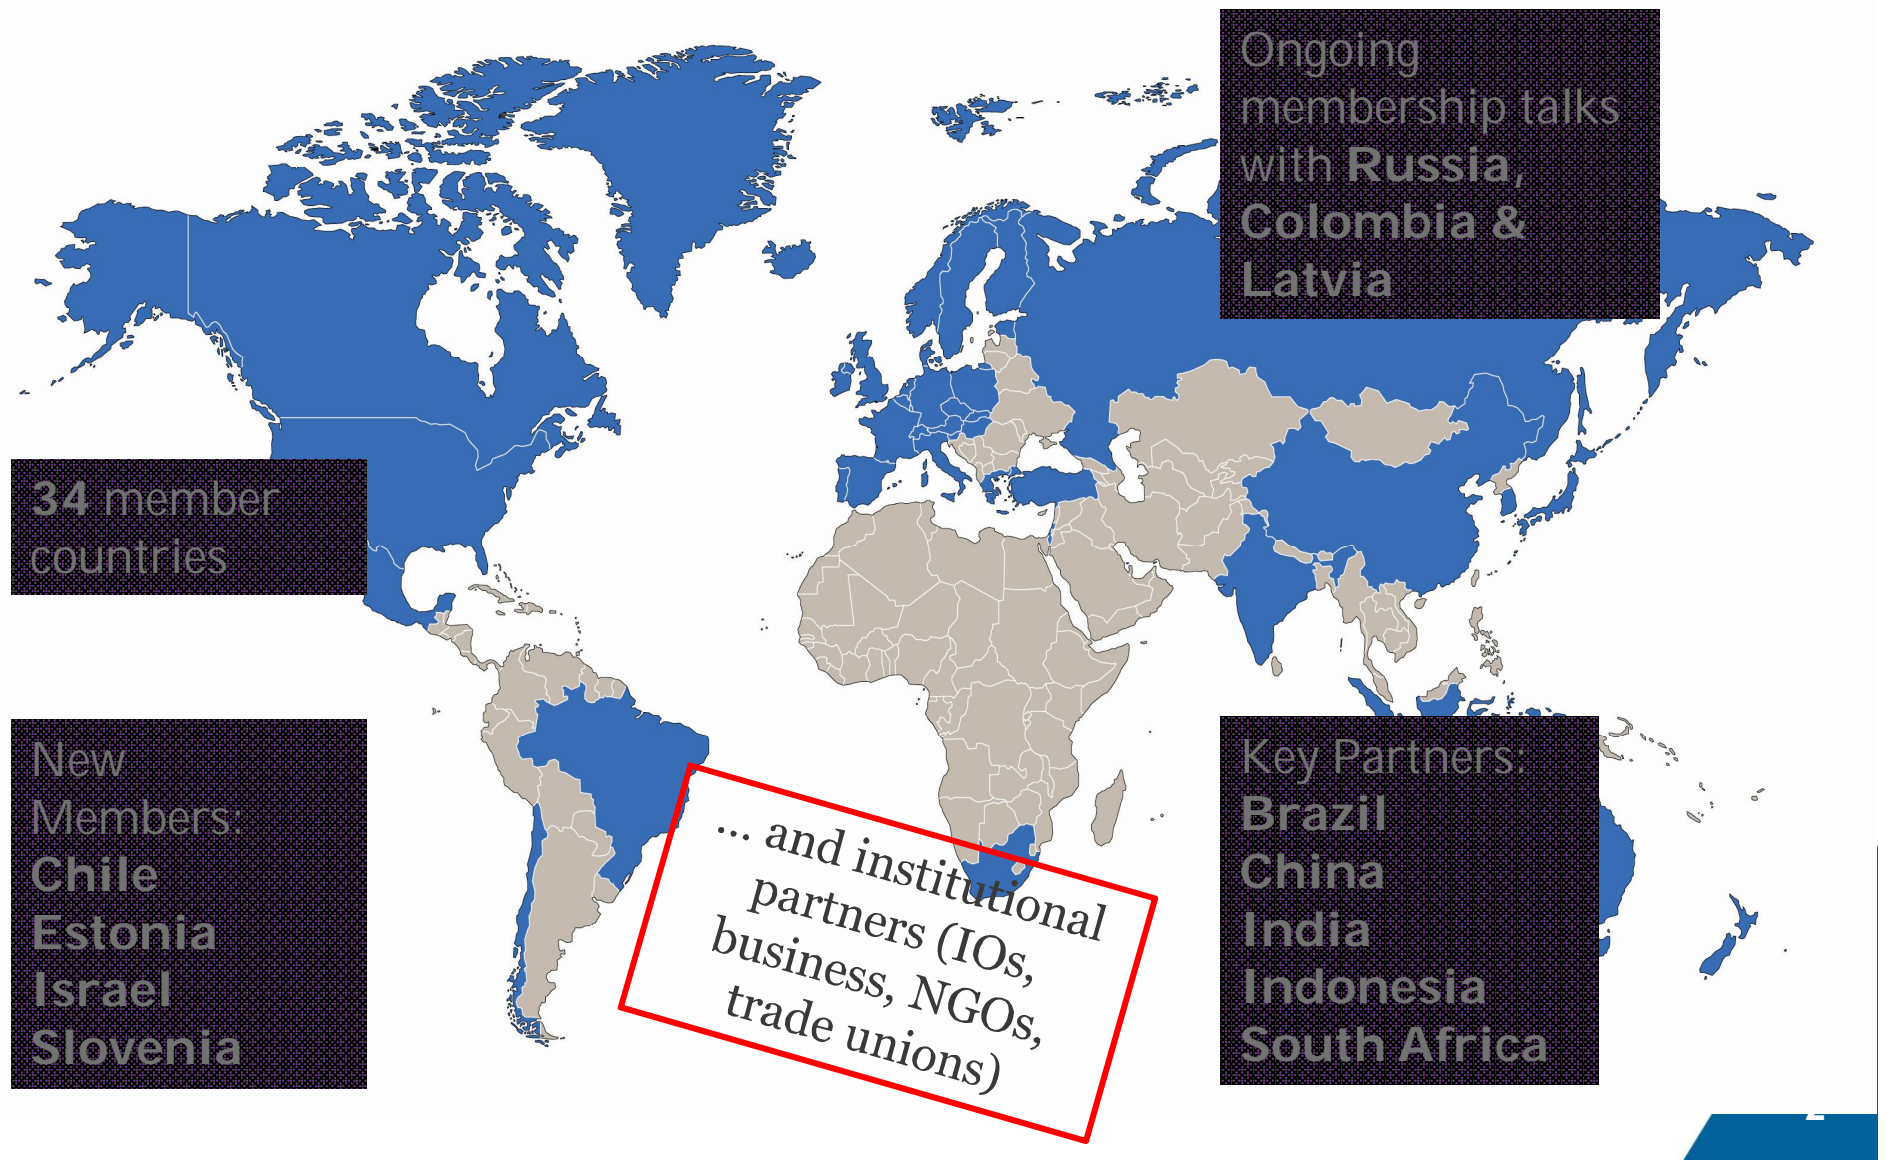 Ongoing
membership talks
with Russia,
Colombia &
Latvia
34 member
countries
New
Members:
Chile
Estonia
Israel
Slovenia
... and institutional
partners (IOs,
business, NGOs,
trade unions)
Key Partners:
Brazil
China
India
Indonesia
South Africa
2